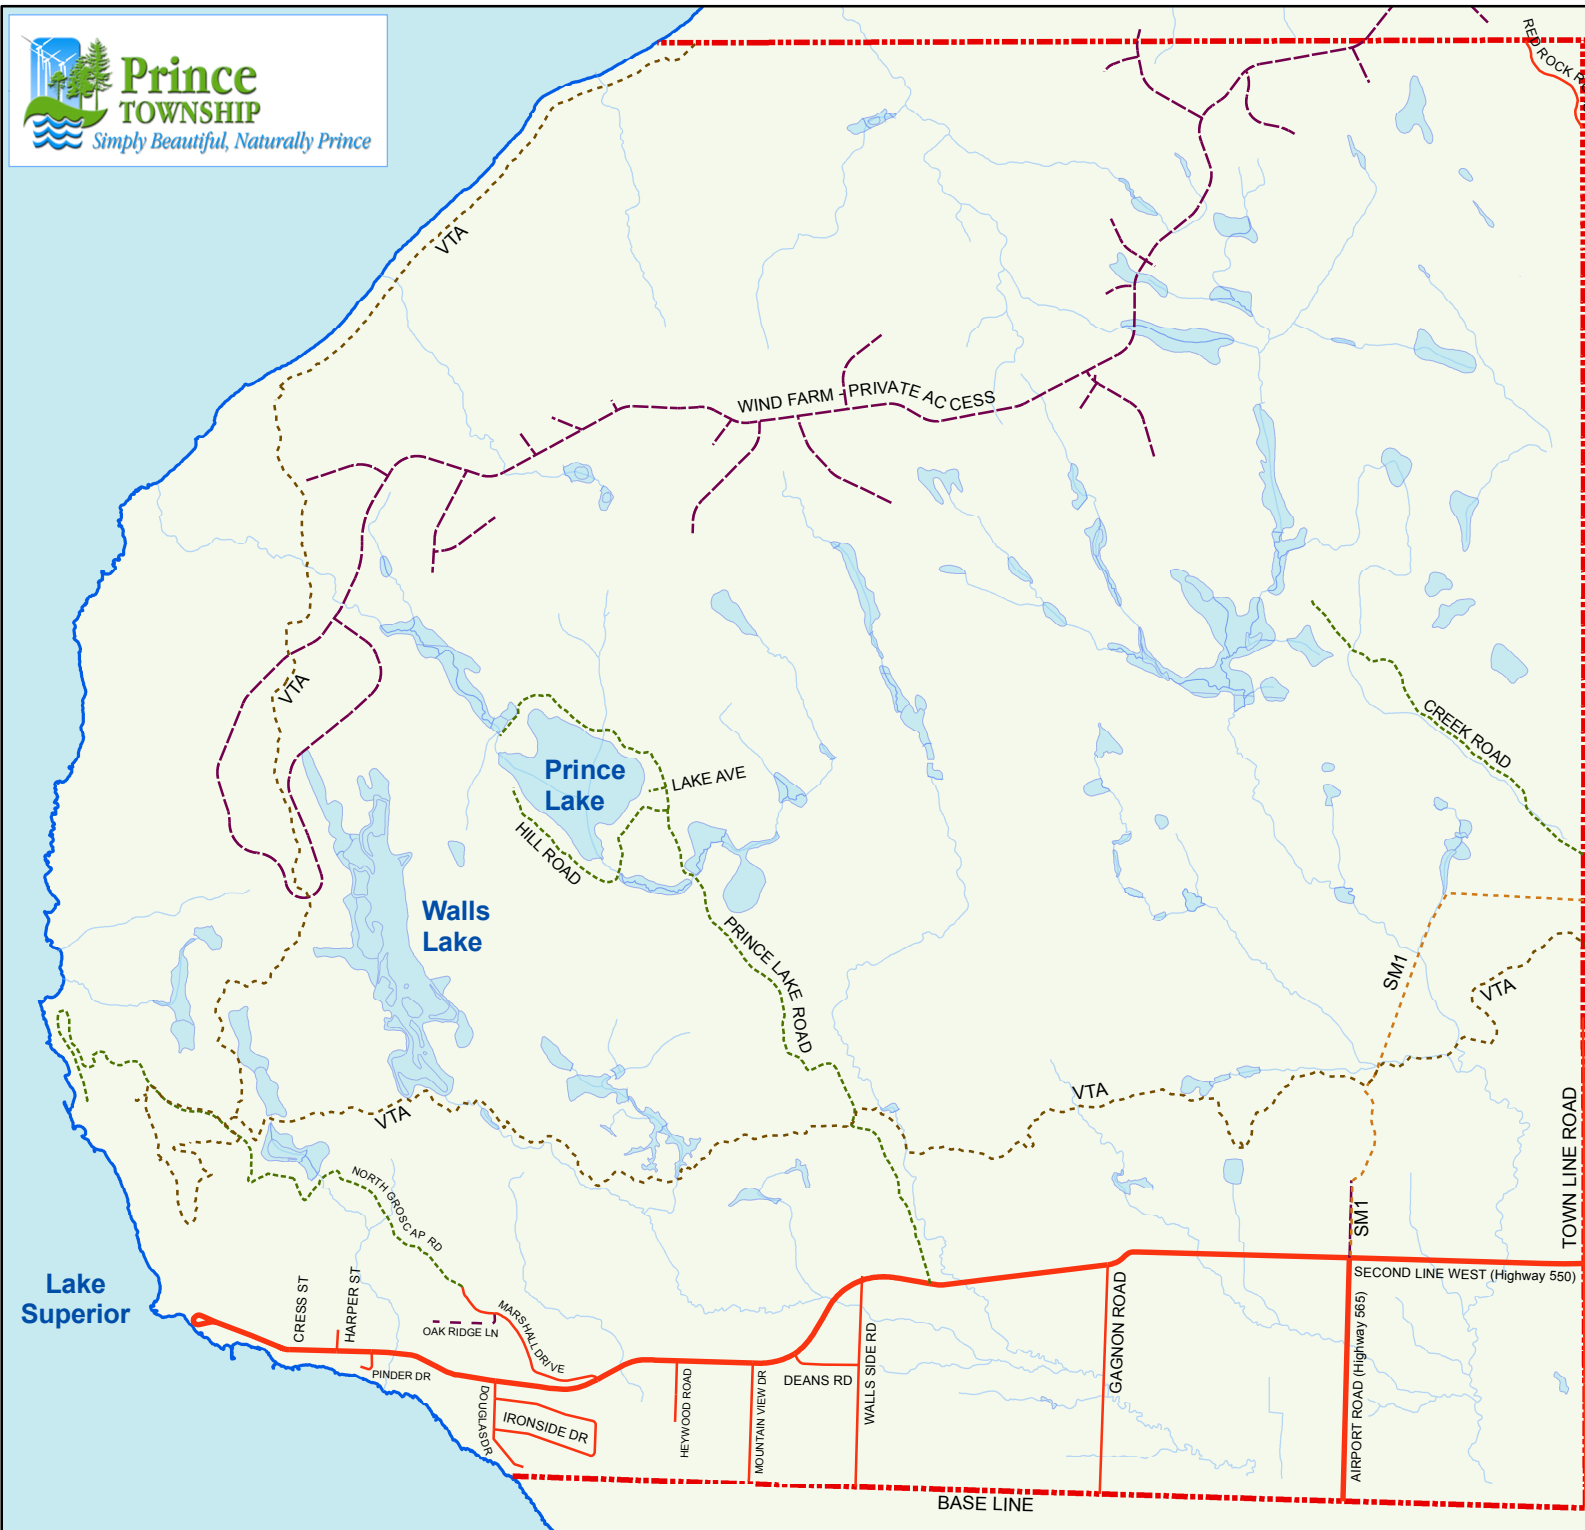 Prince
TOWNSHIP
Simply Beautiful, Naturally Prince
RED ROCK R
VTA
WIND FARM - PRIVATE ACCESS
VTA
CREEK ROAD
Prince
Lake
LAKE AVE
HILL ROAD
Walls
Lake
PRINCE LAKE ROAD
SM1
VTA
VTA
VTA
TOWN LINE ROAD
NORTH GROSCAP RD
SM1
Lake
Superior
CRESS ST
HARPER ST
OAK RIDGE LN
MARSHALL DRIVE
SECOND LINE WEST (Highway 550)
PINDER DR
DOUGLAS DR
IRONSIDE DR
HEYWOOD ROAD
MOUNTAIN VIEW DR
DEANS RD
WALLS SIDE RD
GAGNON ROAD
AIRPORT ROAD (Highway 565)
BASE LINE